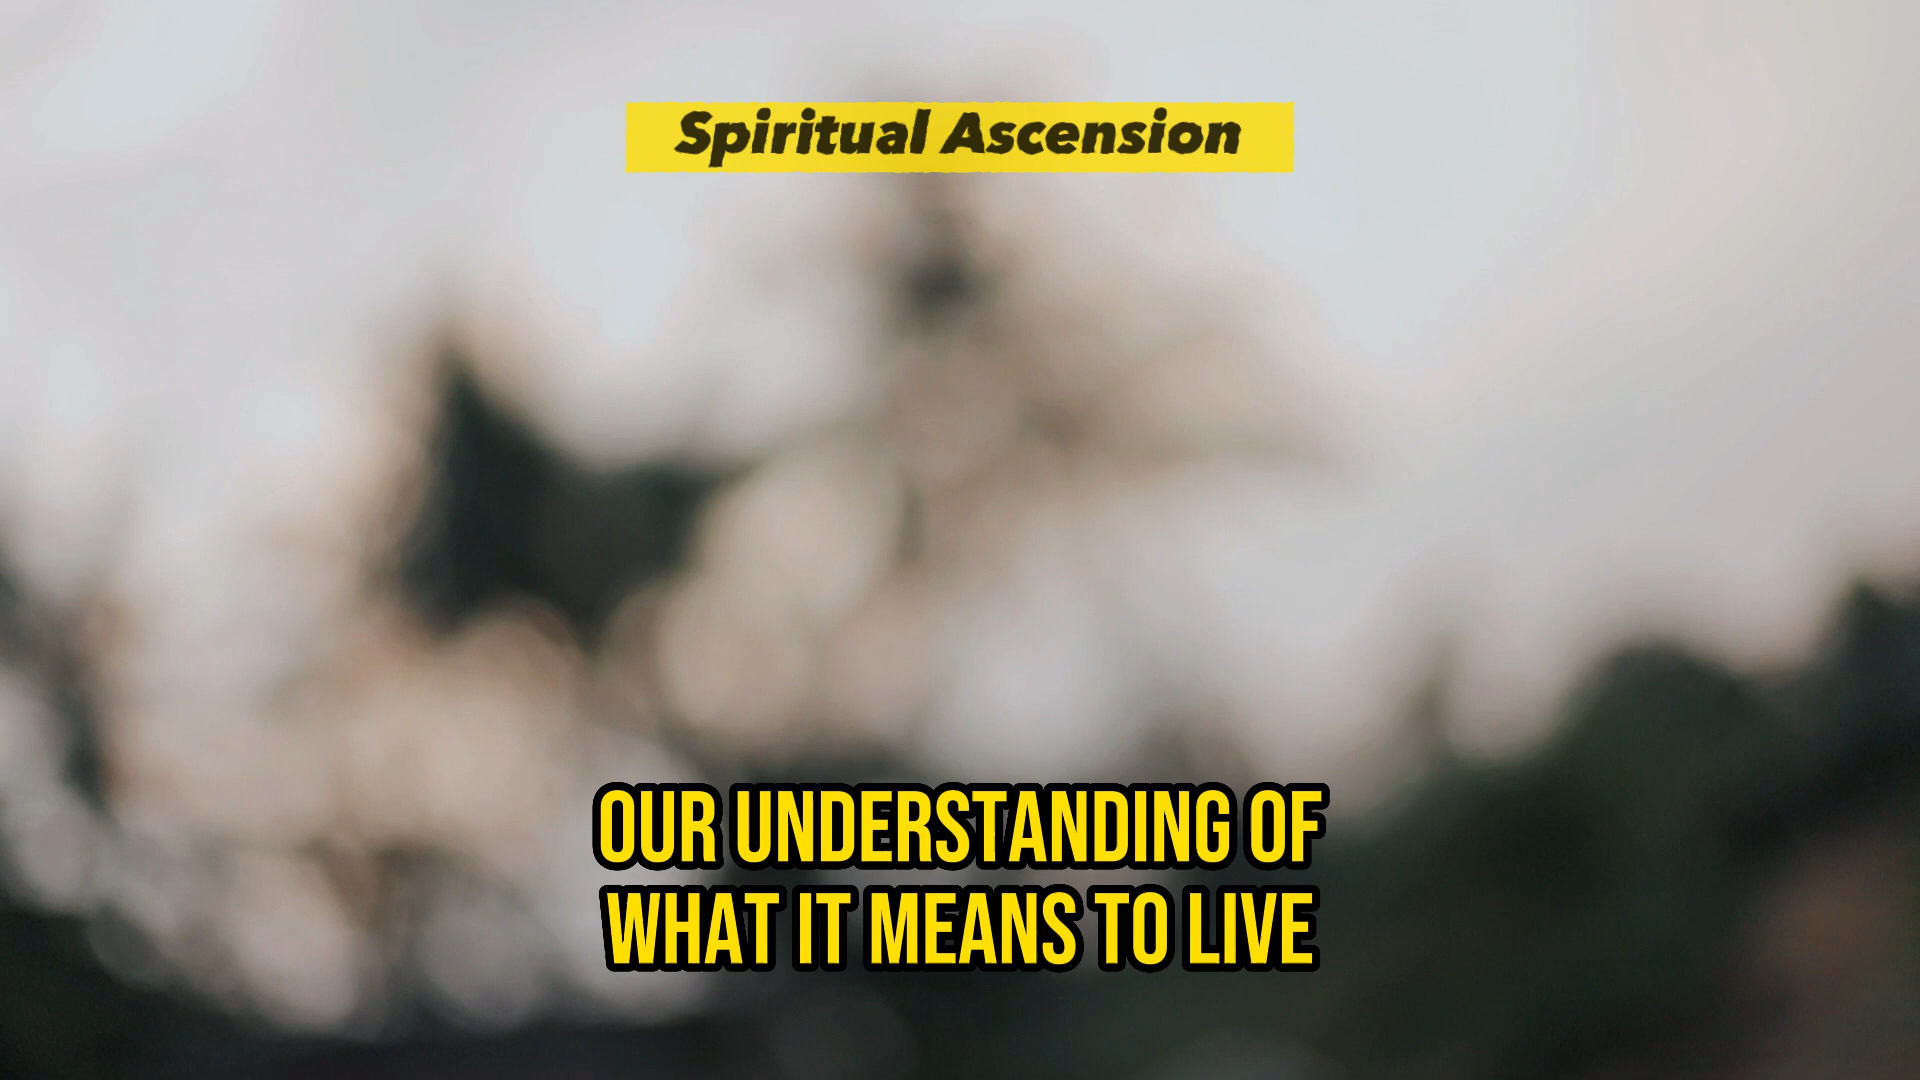 Spiritual Ascension
OUR UNDERSTANDING OF
WHAT IT MEANS TO LIVE